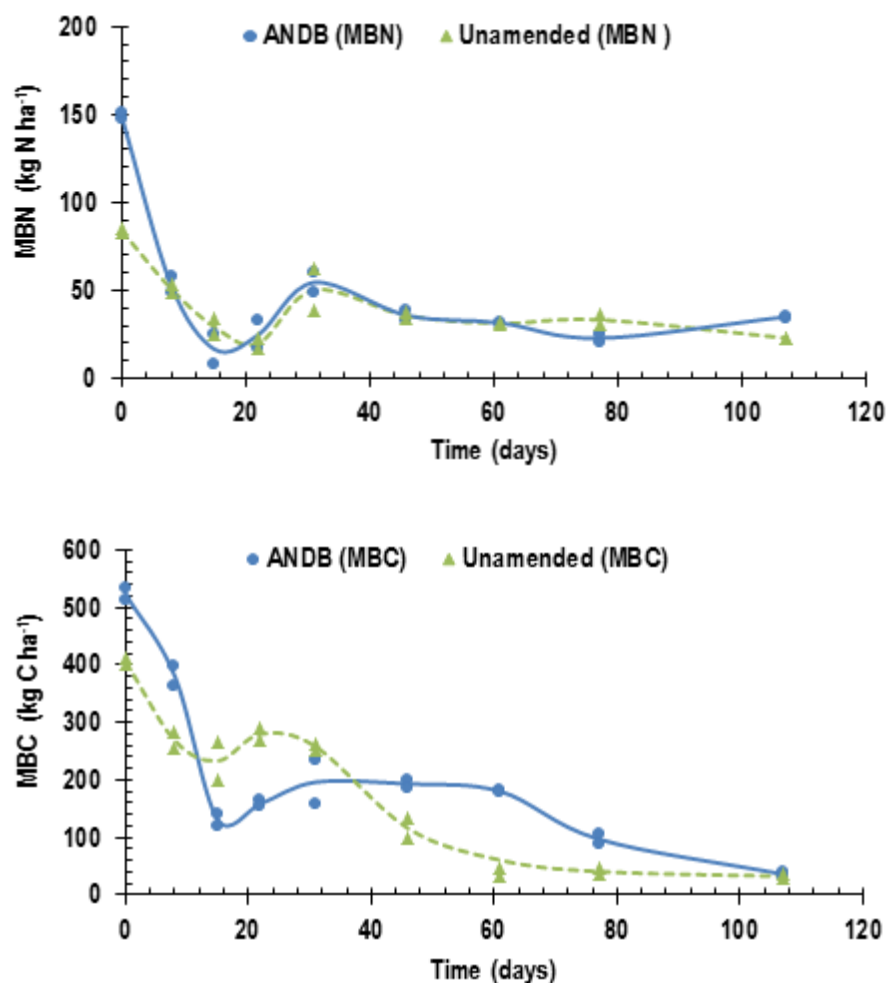 200
ANDB (MBN)
Unamended (MBN )
150
100
50
0
MBN (kg N ha⁻¹)
0 20 40 60 80 100 120
Time (days)
600
ANDB (MBC)
Unamended (MBC)
500
400
300
200
100
0
MBC (kg C ha⁻¹)
0 20 40 60 80 100 120
Time (days)